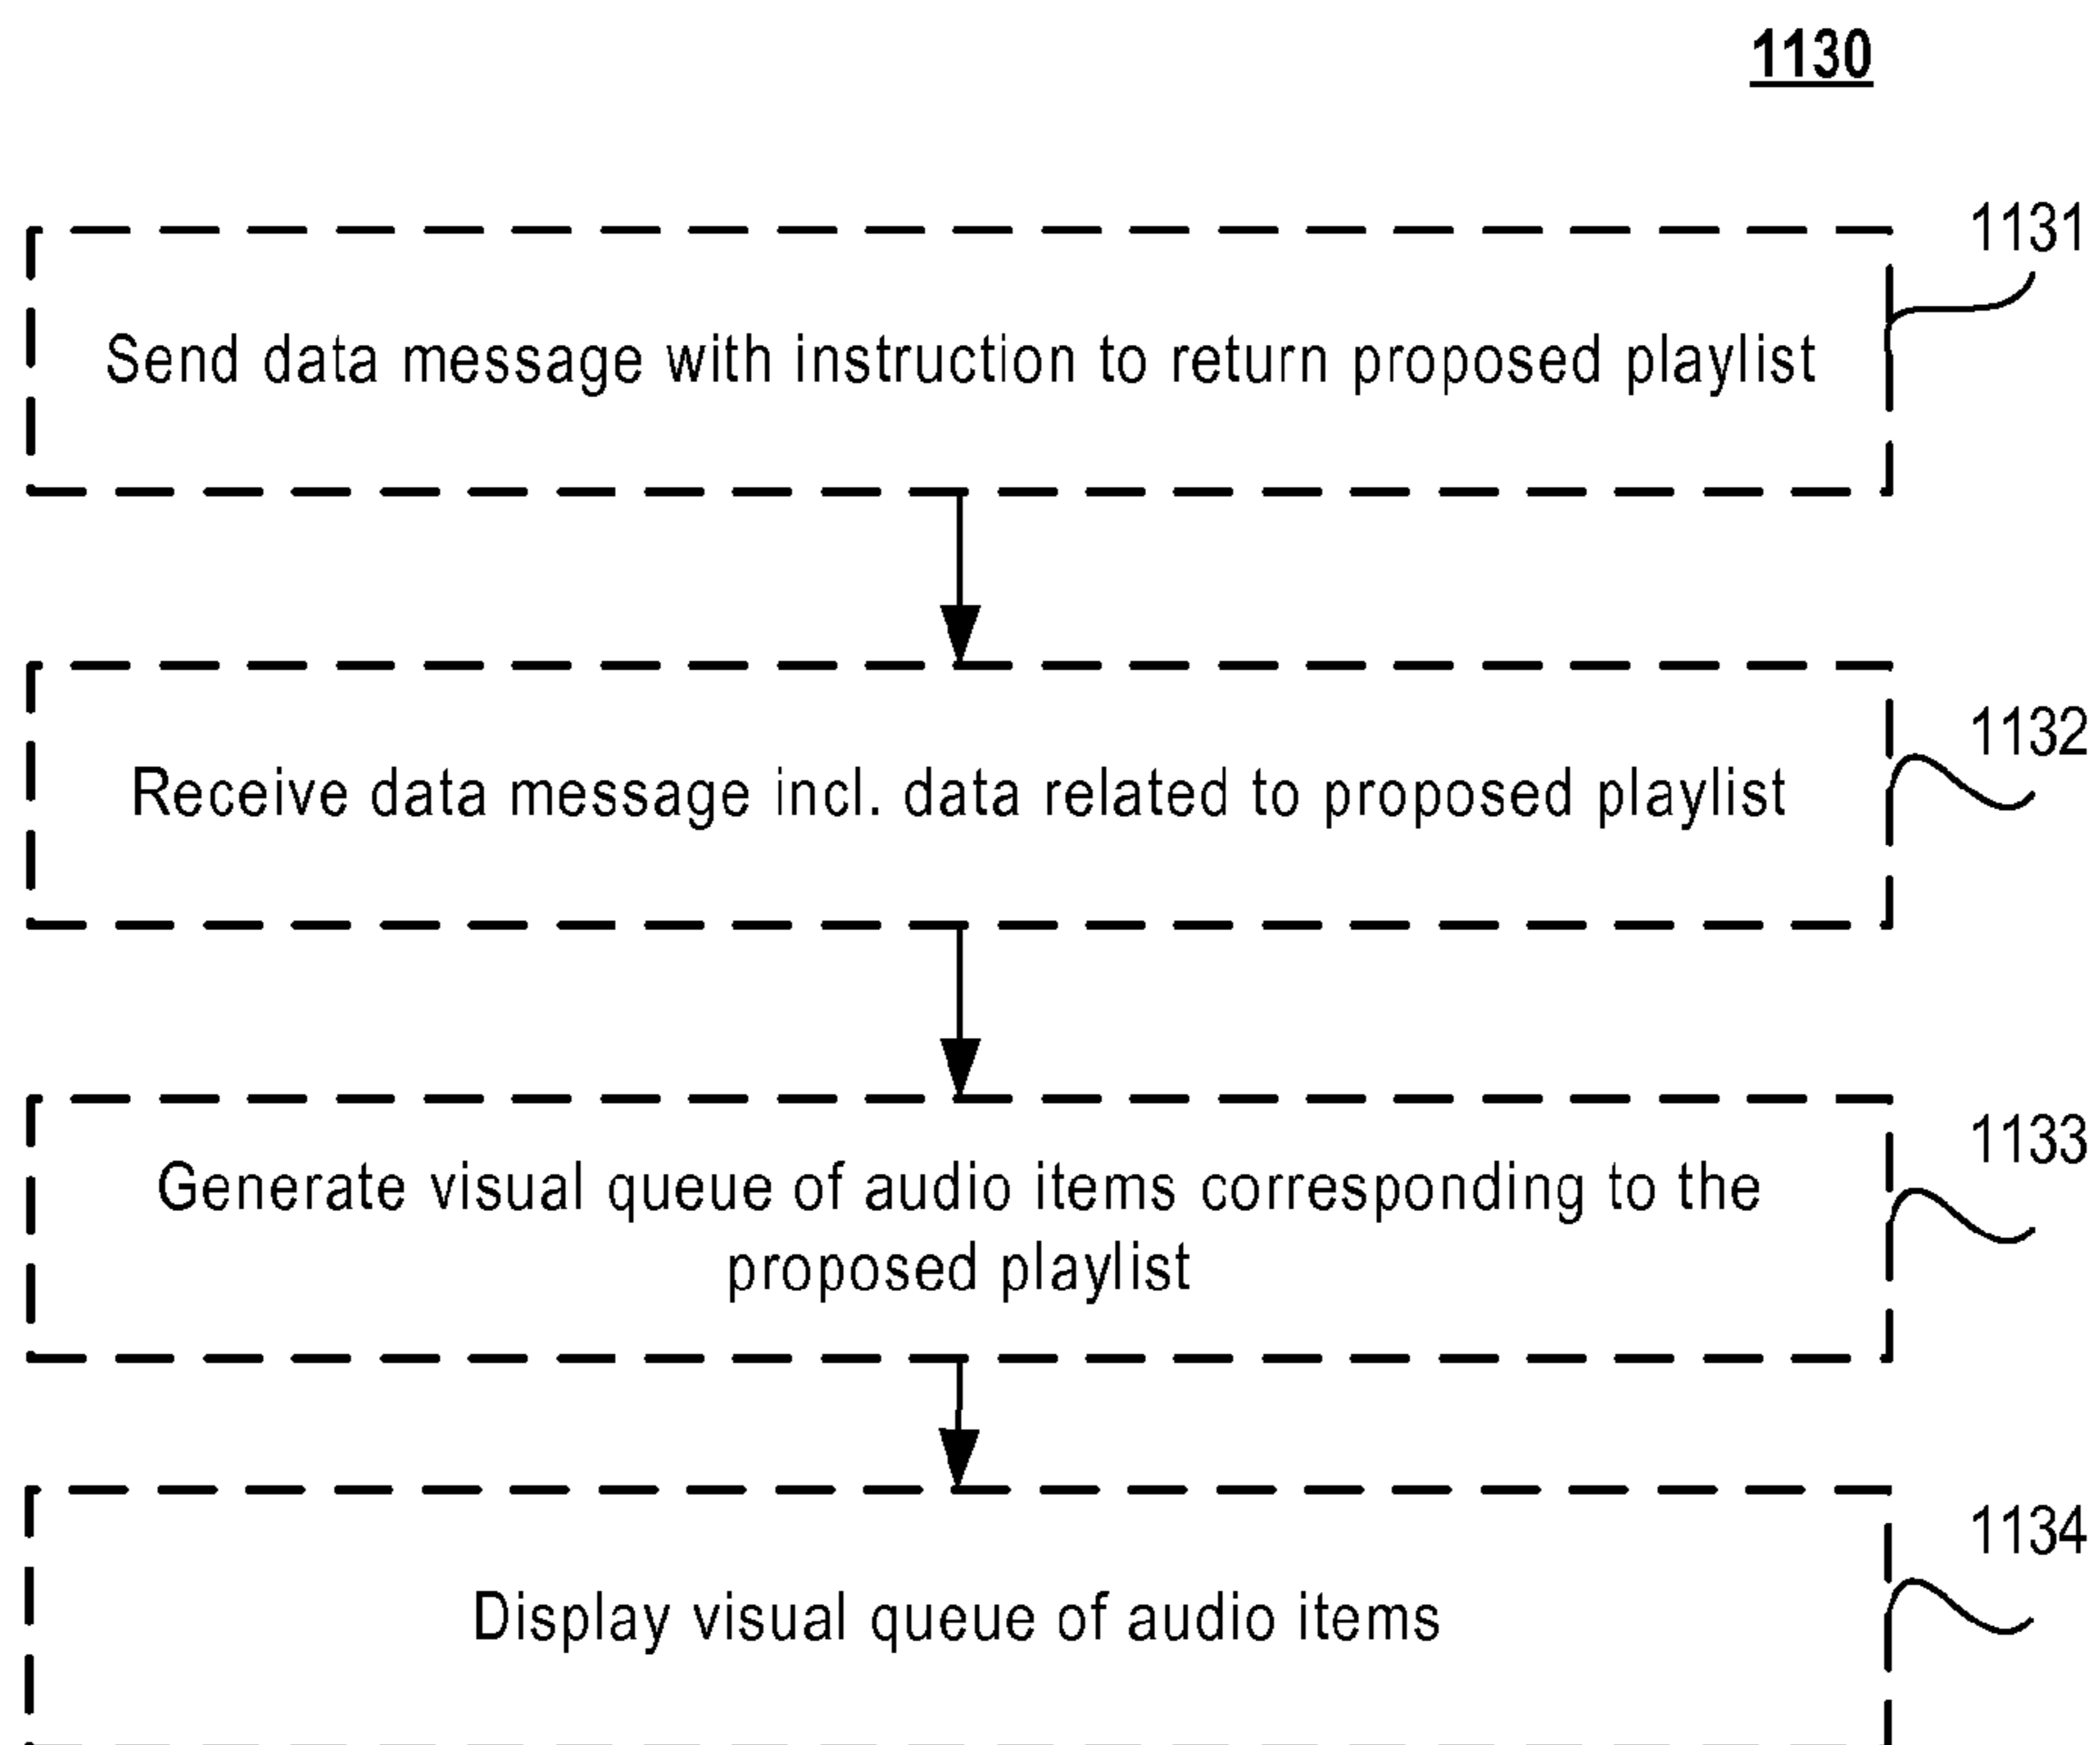 1130
1131
Send data message with instruction to return proposed playlist
1132
Receive data message incl. data related to proposed playlist
1133
Generate visual queue of audio items corresponding to the
proposed playlist
1134
Display visual queue of audio items